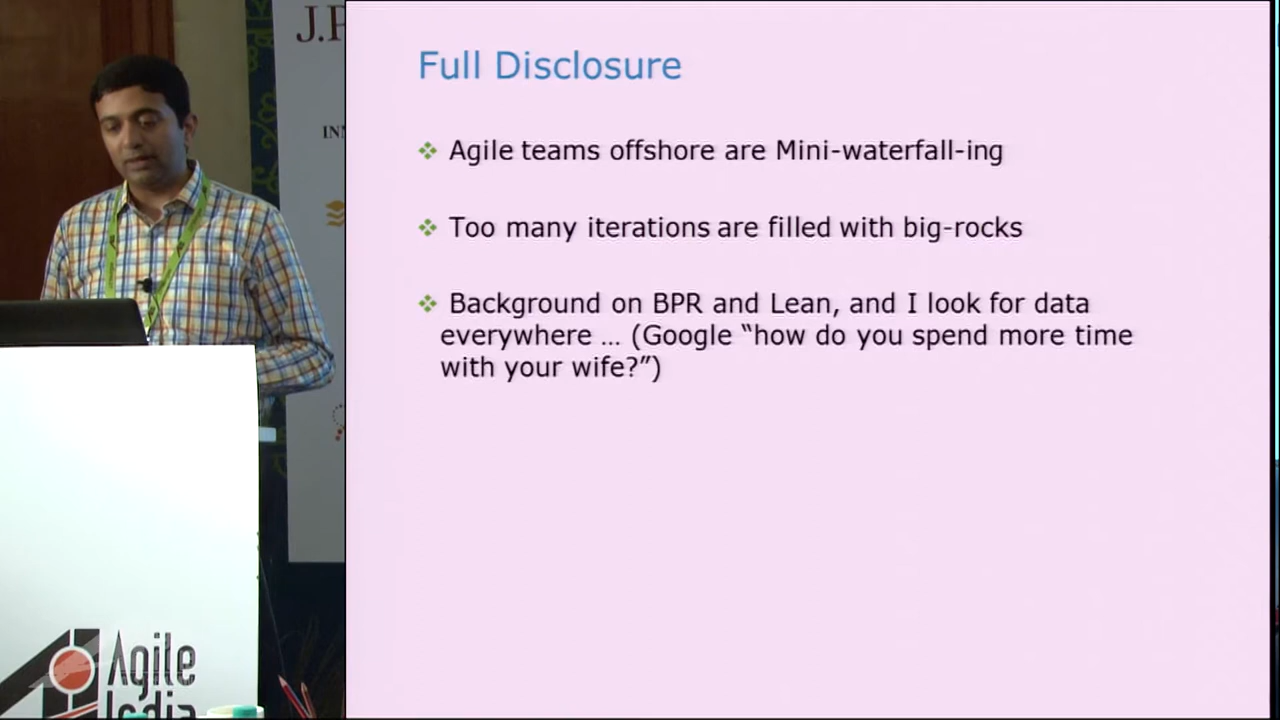 J.P
INN
Full Disclosure
Agile teams offshore are Mini-waterfall-ing
Too many iterations are filled with big-rocks
Background on BPR and Lean, and I look for data
everywhere ... (Google “how do you spend more time
with your wife?”)
Agile
India